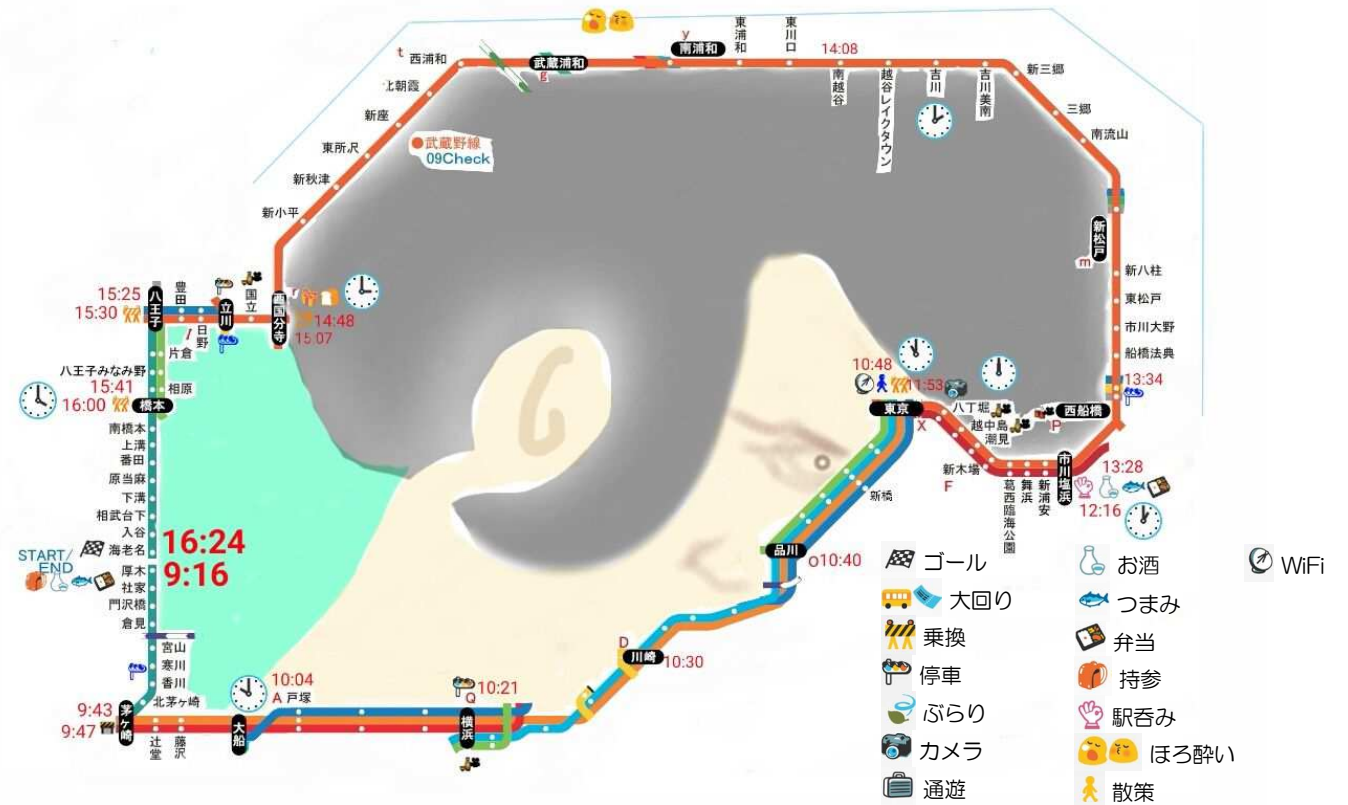 t
西浦和
北朝霞
新座
東所沢
新秋津
新小平
武蔵野線
09Check
武蔵浦和
g
y
南浦和
東浦和
東川口
14:08
南越谷
越谷レイクタウン
吉川
吉川美南
新三郷
三郷
南流山
新松戸
m
新八柱
東松戸
市川大野
船橋法典
13:34
西船橋
P
15:25
15:30
八王子
豊田
日野
立川
国立
西国分寺
r
14:48
15:07
片倉
八王子みなみ野
15:41
相原
16:00
橋本
南橋本
上溝
番田
原当麻
下溝
相武台下
入谷
海老名
START/
END
厚木
社家
門沢橋
倉見
16:24
9:16
宮山
寒川
香川
北茅ヶ崎
9:43
9:47
茅ヶ崎
辻堂
藤沢
大船
10:04
A 戸塚
10:21
Q
横浜
D
川崎
10:30
品川
O10:40
新橋
10:48
11:53
東京
X
八丁堀
越中島
潮見
新木場
F
葛西臨海公園
舞浜
新浦安
市川塩浜
13:28
12:16
ゴール
大回り
乗換
停車
ぶらり
カメラ
通遊
お酒
つまみ
弁当
持参
駅呑み
ほろ酔い
散策
WiFi